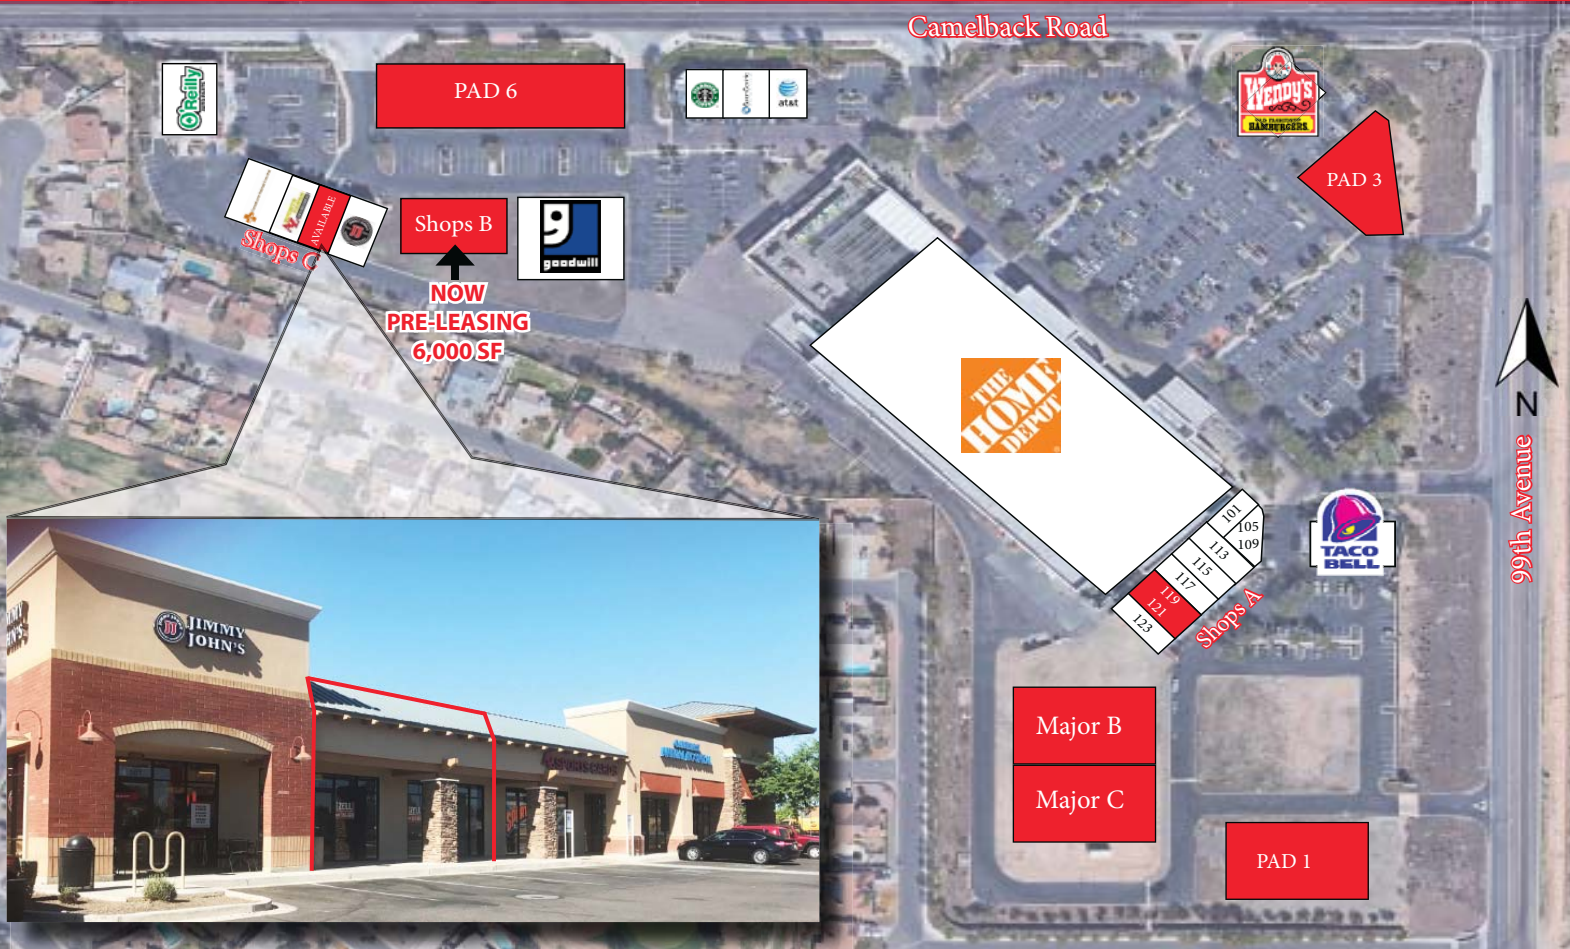 Camelback Road
O'Reilly
PAD 6
at&t
WENDY'S
OLD FASHIONED
HAMBURGERS
PAD 3
AVAILABLE
Shops C
Shops B
goodwill
NOW
PRE-LEASING
6,000 SF
THE
HOME
DEPOT
N
99th Avenue
101
105
109
113
115
117
119
121
123
Shops A
TACO
BELL
JIMMY
JOHN'S
Major B
Major C
PAD 1